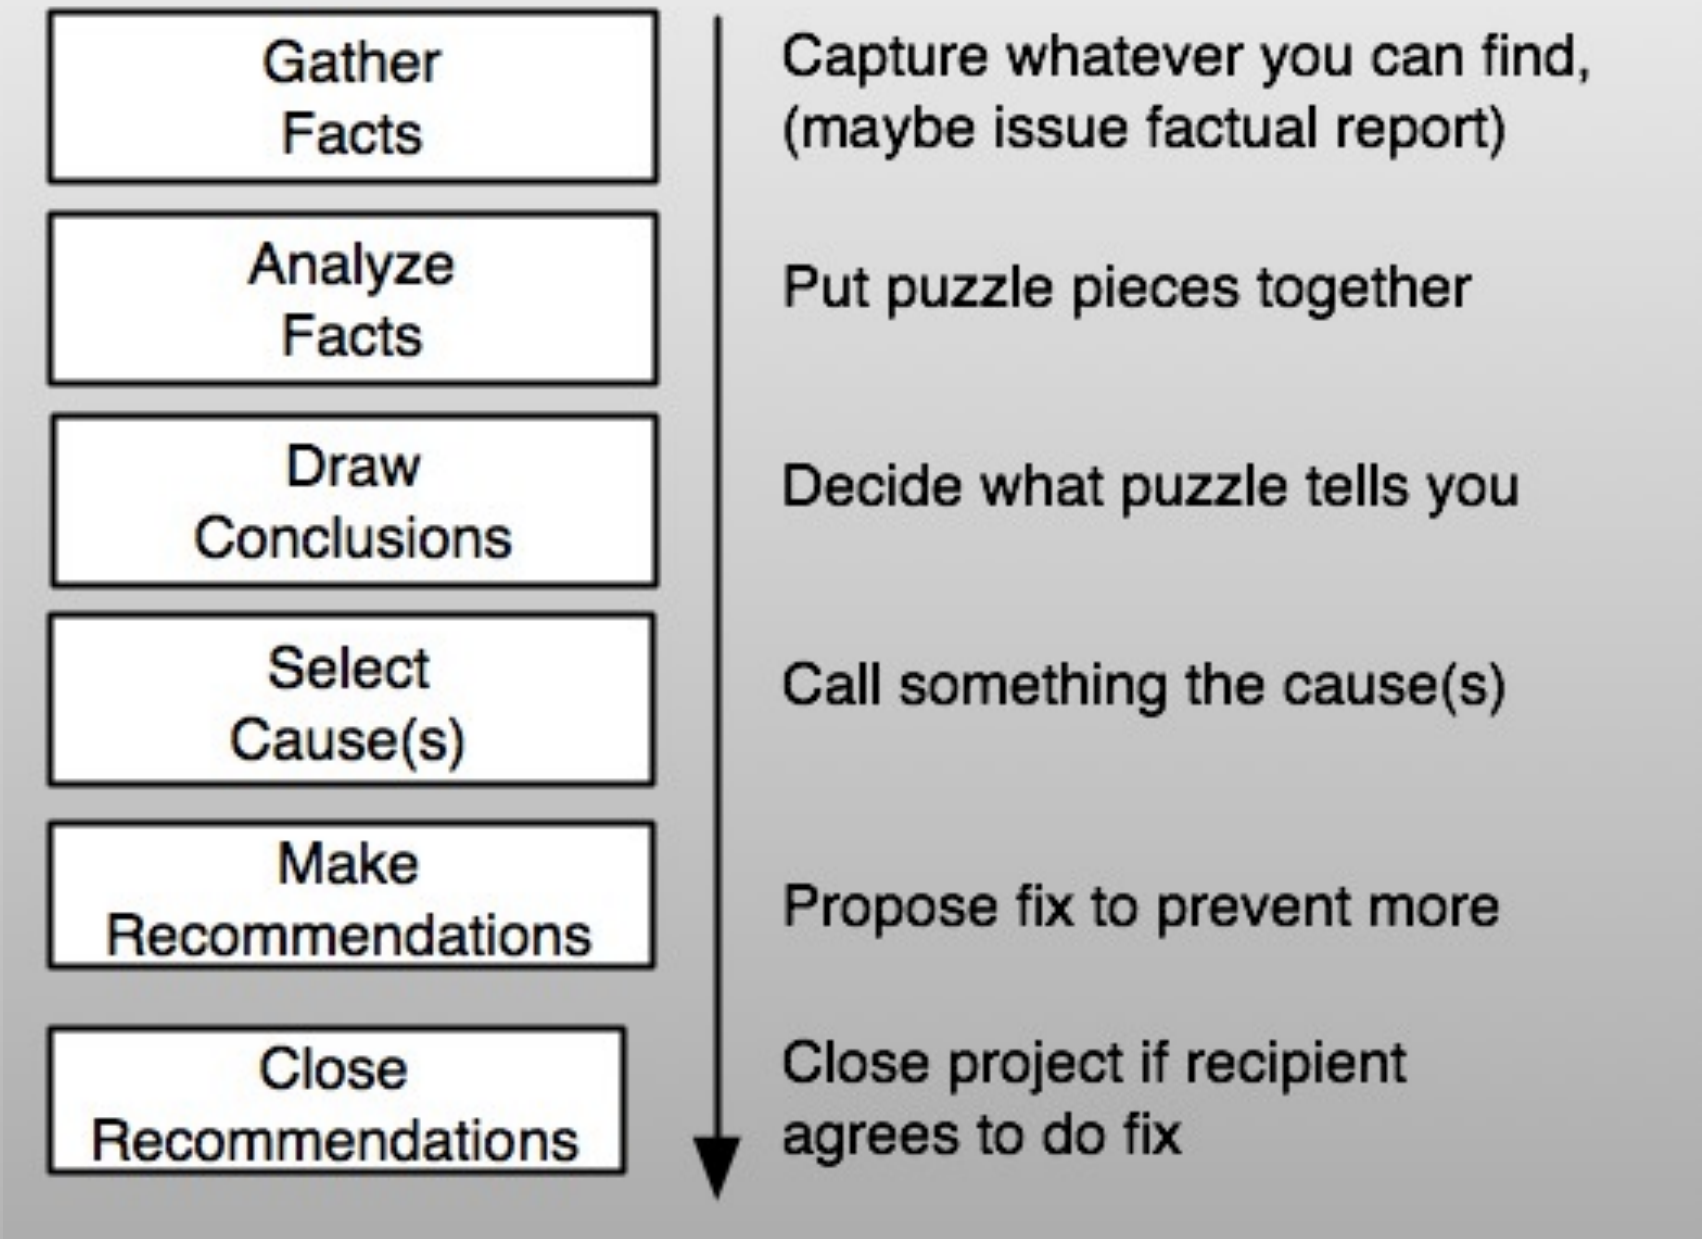 Gather
Facts
Capture whatever you can find,
(maybe issue factual report)
Analyze
Facts
Put puzzle pieces together
Draw
Conclusions
Decide what puzzle tells you
Select
Cause(s)
Call something the cause(s)
Make
Recommendations
Propose fix to prevent more
Close
Recommendations
Close project if recipient
agrees to do fix